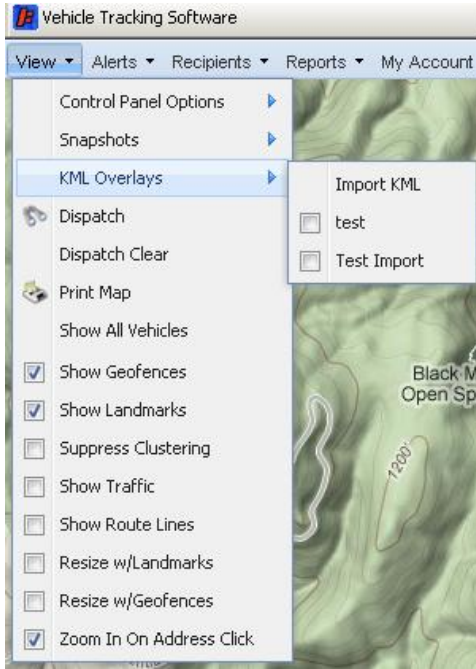 Vehicle Tracking Software
View Alerts Recipients Reports My Account
Control Panel Options
Snapshots
KML Overlays
Import KML
test
Test Import
Dispatch
Dispatch Clear
Print Map
Show All Vehicles
Show Geofences
Show Landmarks
Suppress Clustering
Show Traffic
Show Route Lines
Resize w/Landmarks
Resize w/Geofences
Zoom In On Address Click
Black M
Open Sp
1200'